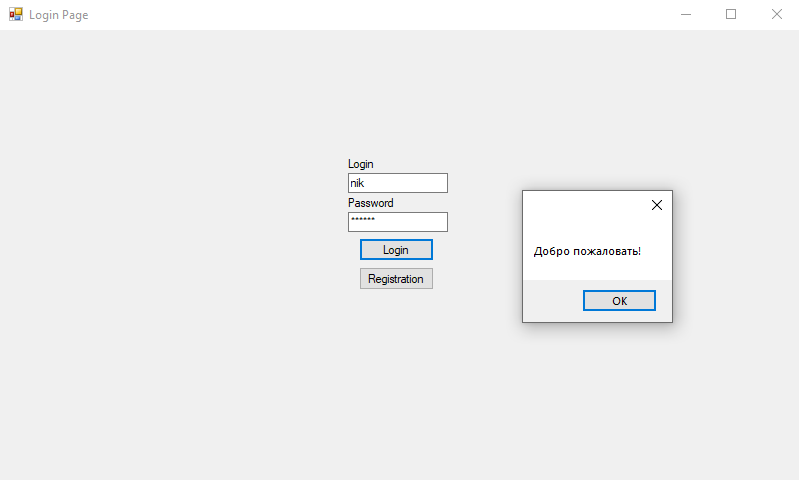 Login Page
Login
nik
Password
******
Login
Registration
Добро пожаловать!
OK